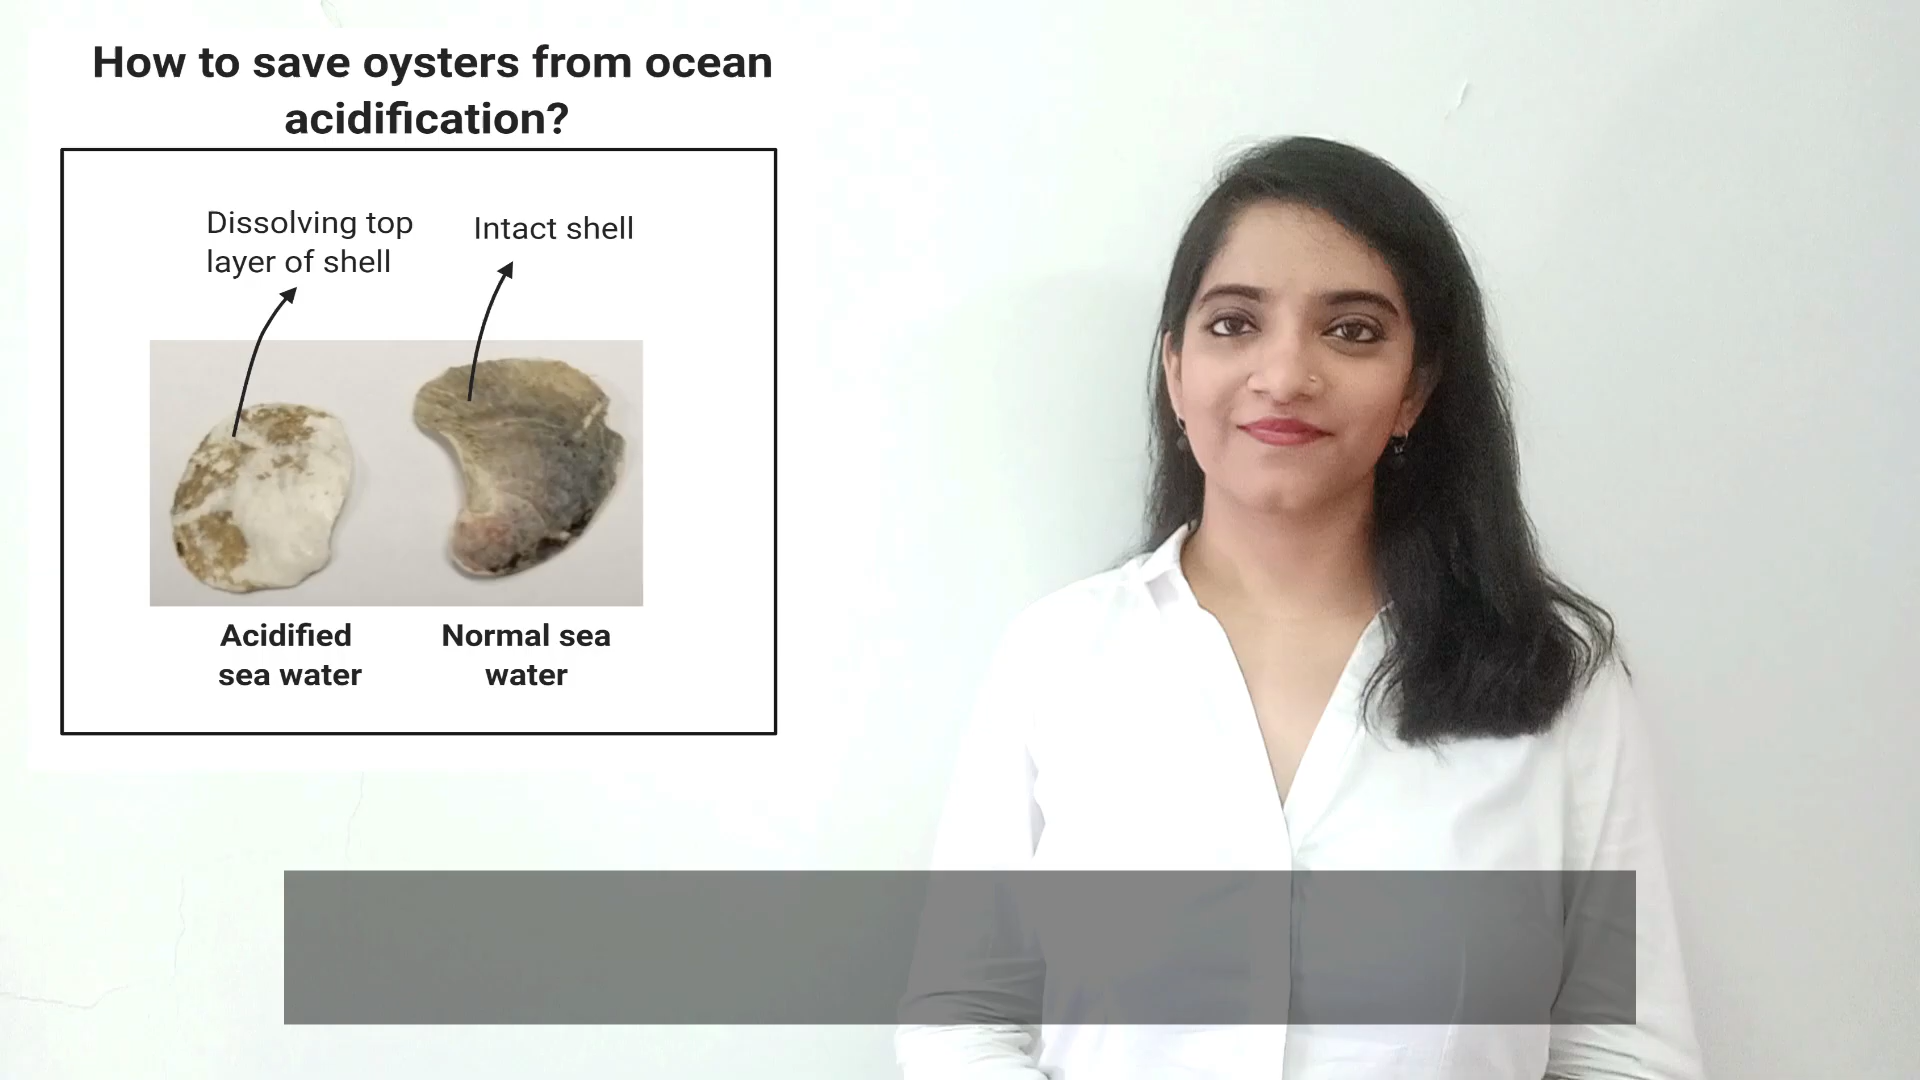 How to save oysters from ocean
acidification?
Dissolving top
layer of shell
Intact shell
Acidified
sea water
Normal sea
water